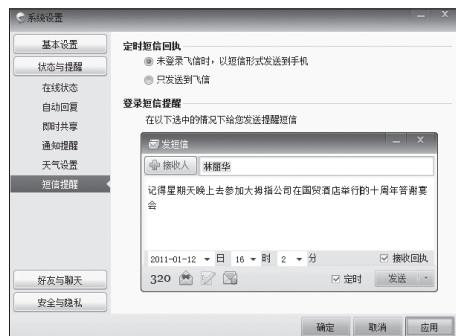 系统设置
基本设置
状态与提醒
在线状态
自动回复
即时共享
通知提醒
天气设置
短信提醒
好友与聊天
安全与隐私
定时短信回执
未登录飞信时，以短信形式发送到手机
只发送到飞信
登录短信提醒
在以下选中的情况下给您发送提醒短信
发短信
接收人 林丽华
记得星期天晚上去参加大拇指公司在国贸酒店举行的十周年答谢宴
会
2011-01-12 日 16 时 2 分 接收回执
320 定时 发送
确定 取消 应用